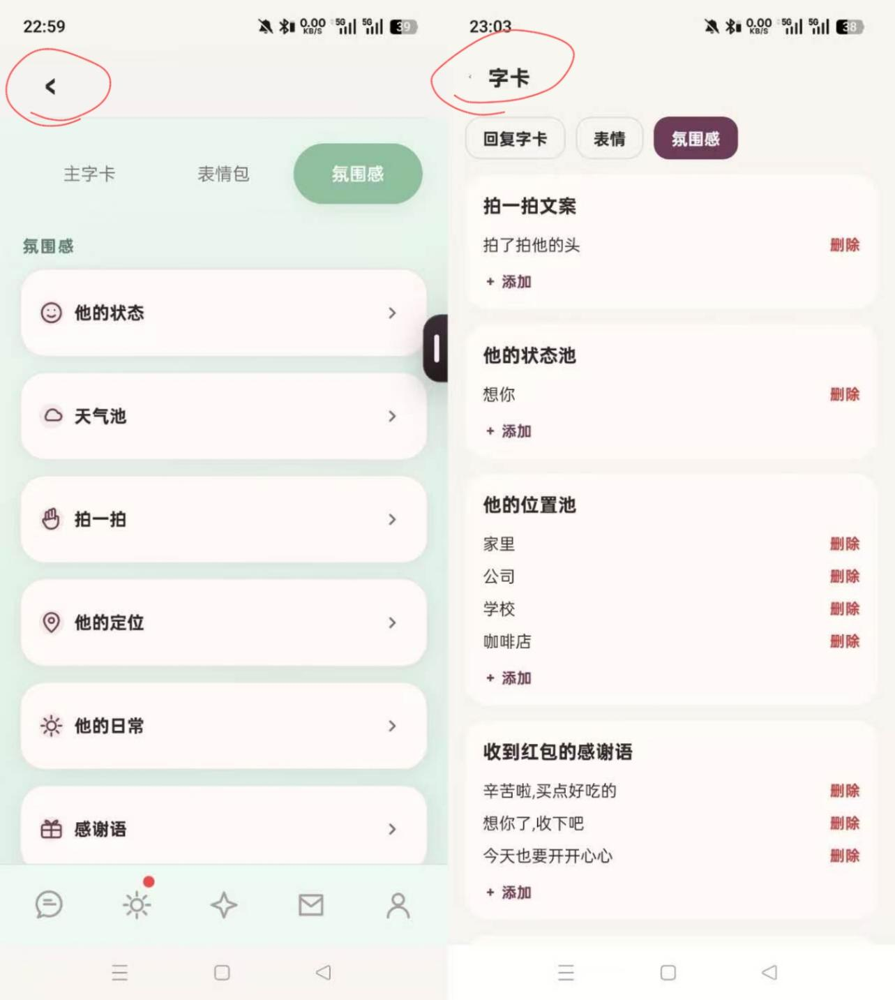 22:59
0.00
KB/S
5G
5G
39
主字卡
表情包
氛围感
氛围感
他的状态
天气池
拍一拍
他的定位
他的日常
感谢语
23:03
0.00
KB/S
5G
5G
38
字卡
回复字卡
表情
氛围感
拍一拍文案
拍了拍他的头
删除
+ 添加
他的状态池
想你
删除
+ 添加
他的位置池
家里
删除
公司
删除
学校
删除
咖啡店
删除
+ 添加
收到红包的感谢语
辛苦啦,买点好吃的
删除
想你了,收下吧
删除
今天也要开开心心
删除
+ 添加